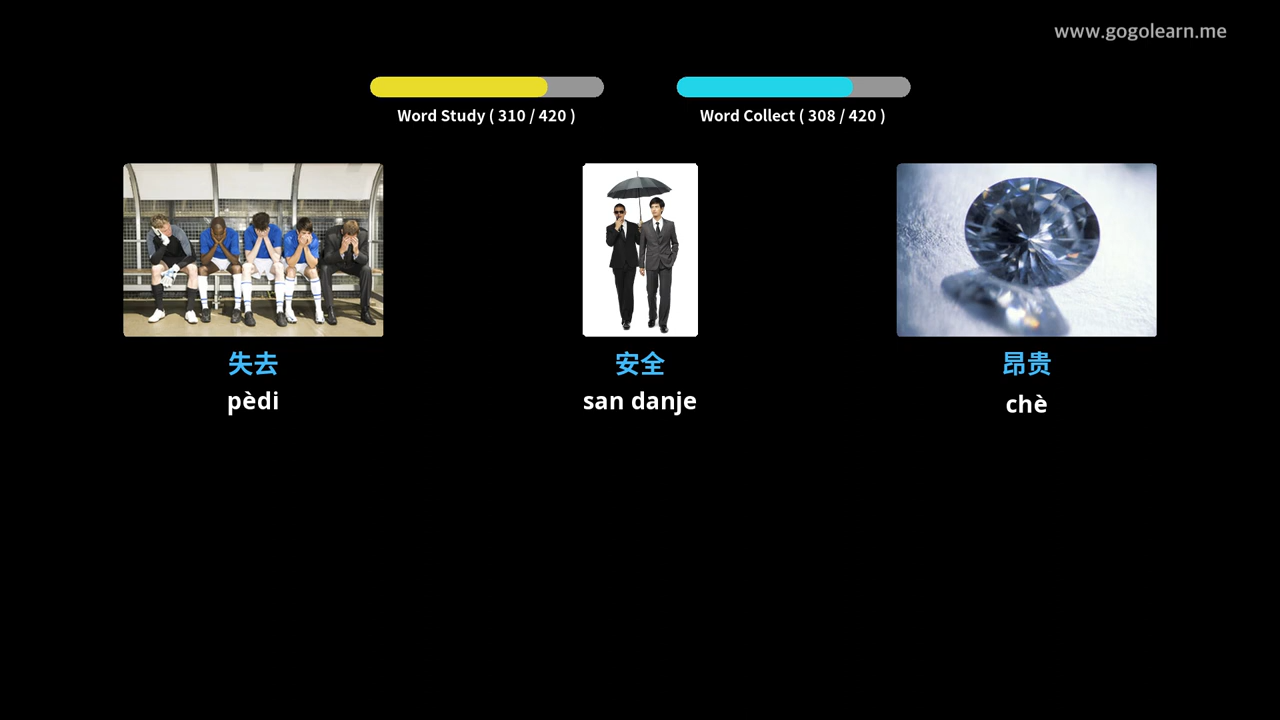 www.gogolearn.me
Word Study ( 310 / 420 )
Word Collect ( 308 / 420 )
失去
pèdi
安全
san danje
昂贵
chè